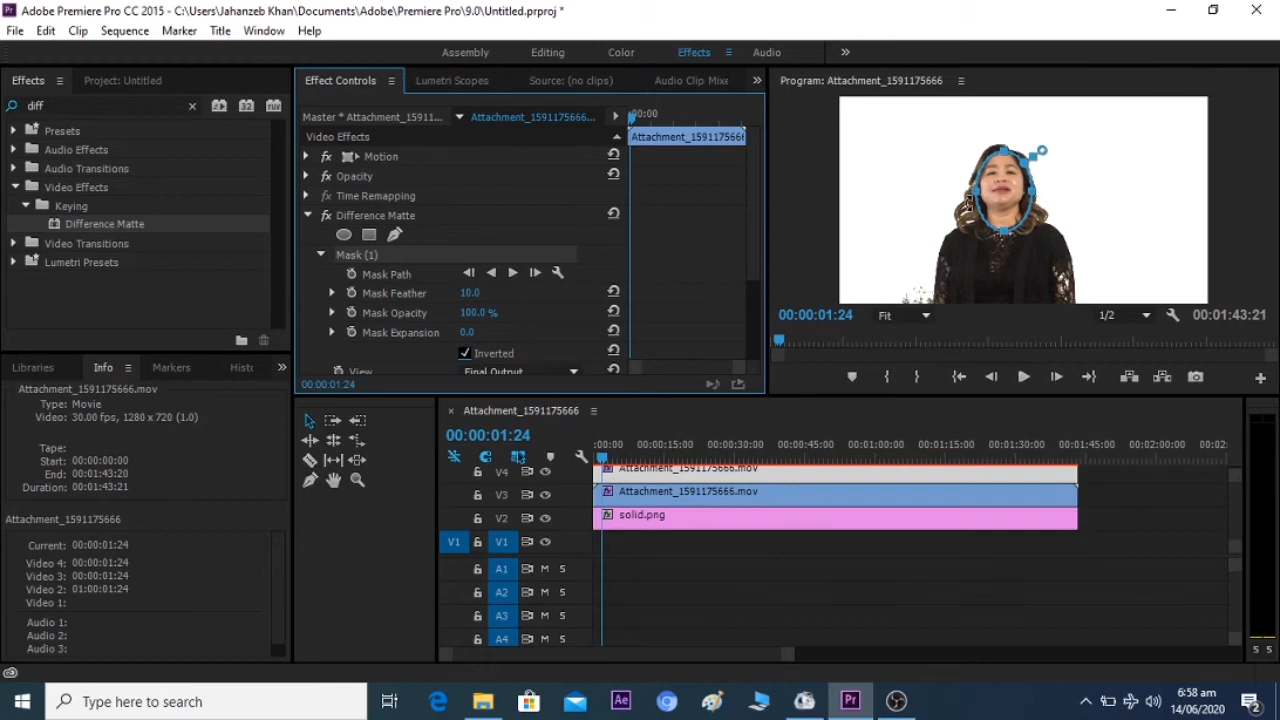 Adobe Premiere Pro CC 2015 - C:\Users\Jahanzeb Khan\Documents\Adobe\Premiere Pro\9.0\Untitled.prproj *
File Edit Clip Sequence Marker Title Window Help
Assembly Editing Color Effects Audio
Effects Project: Untitled
diff
Presets
Audio Effects
Audio Transitions
Video Effects
Keying
Difference Matte
Video Transitions
Lumetri Presets
Effect Controls Lumetri Scopes Source: (no clips) Audio Clip Mixe
Master * Attachment_15911... Attachment_1591175666...
:00:00
Video Effects
Attachment_1591175666
Motion
Opacity
Time Remapping
Difference Matte
Mask (1)
Mask Path
Mask Feather 10.0
Mask Opacity 100.0 %
Mask Expansion 0.0
Inverted
View Final Output
00:00:01:24
Program: Attachment_1591175666
00:00:01:24 Fit 1/2 00:01:43:21
Libraries Info Markers Histo
Attachment_1591175666.mov
Type: Movie
Video: 30.00 fps, 1280 x 720 (1.0)
Tape:
Start: 00:00:00:00
End: 00:01:43:20
Duration: 00:01:43:21
Attachment_1591175666
Current: 00:00:01:24
Video 4: 00:00:01:24
Video 3: 00:00:01:24
Video 2: 01:00:01:24
Video 1:
Audio 1:
Audio 2:
Audio 3:
Attachment_1591175666
00:00:01:24
:00:00 00:00:15:00 00:00:30:00 00:00:45:00 00:01:00:00 00:01:15:00 00:01:30:00 00:01:45:00 00:02:00:00 00:02:
V4 Attachment_1591175666.mov
V3 Attachment_1591175666.mov
V2 solid.png
V1 V1
A1 M S
A2 M S
A3 M S
A4 M S
5 5
Type here to search
6:58 am
14/06/2020